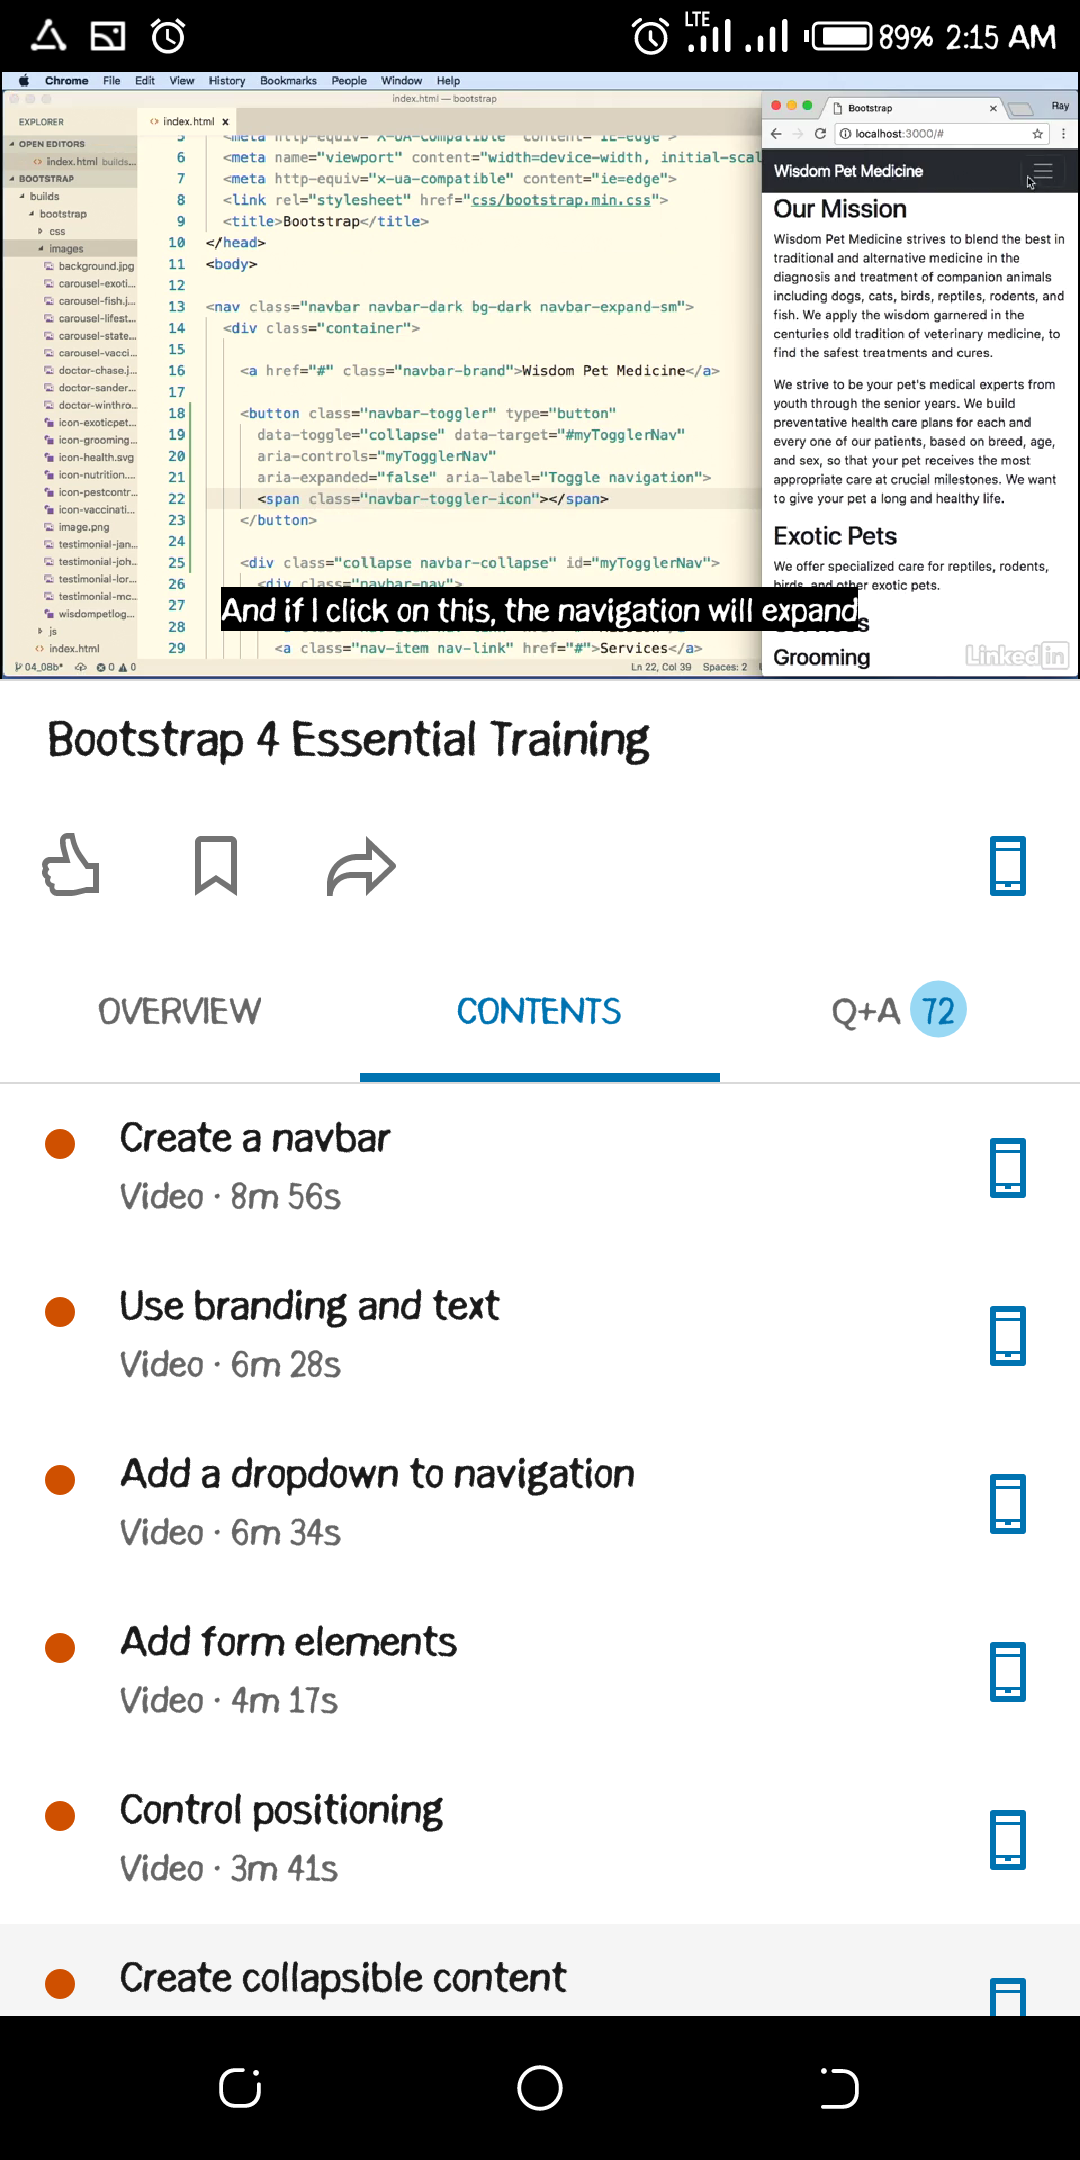 LTE
89% 2:15 AM
Chrome File Edit View History Bookmarks People Window Help
index.html — bootstrap
EXPLORER
OPEN EDITORS
index.html builds...
BOOTSTRAP
builds
bootstrap
css
images
background.jpg
carousel-exoti...
carousel-fish.j...
carousel-lifest...
carousel-state...
carousel-vacci...
doctor-chase.j...
doctor-sander...
doctor-winthro...
icon-exoticpet...
icon-grooming...
icon-health.svg
icon-nutrition....
icon-pestcontr...
icon-vaccinati...
image.png
testimonial-jan...
testimonial-joh...
testimonial-lor...
testimonial-mc...
wisdompetlog...
js
index.html
index.html x
5 <meta http-equiv="X-UA-Compatible" content="IE=edge">
6 <meta name="viewport" content="width=device-width, initial-scal
7 <meta http-equiv="x-ua-compatible" content="ie=edge">
8 <link rel="stylesheet" href="css/bootstrap.min.css">
9 <title>Bootstrap</title>
10 </head>
11 <body>
12
13 <nav class="navbar navbar-dark bg-dark navbar-expand-sm">
14 <div class="container">
15
16 <a href="#" class="navbar-brand">Wisdom Pet Medicine</a>
17
18 <button class="navbar-toggler" type="button"
19 data-toggle="collapse" data-target="#myTogglerNav"
20 aria-controls="myTogglerNav"
21 aria-expanded="false" aria-label="Toggle navigation">
22 <span class="navbar-toggler-icon"></span>
23 </button>
24
25 <div class="collapse navbar-collapse" id="myTogglerNav">
26 <div class="navbar-nav">
27
28
29 <a class="nav-item nav-link" href="#">Services</a>
04_08b* 0 0 Ln 22, Col 39 Spaces: 2
Bootstrap x Ray
localhost:3000/#
Wisdom Pet Medicine
Our Mission
Wisdom Pet Medicine strives to blend the best in
traditional and alternative medicine in the
diagnosis and treatment of companion animals
including dogs, cats, birds, reptiles, rodents, and
fish. We apply the wisdom garnered in the
centuries old tradition of veterinary medicine, to
find the safest treatments and cures.
We strive to be your pet's medical experts from
youth through the senior years. We build
preventative health care plans for each and
every one of our patients, based on breed, age,
and sex, so that your pet receives the most
appropriate care at crucial milestones. We want
to give your pet a long and healthy life.
Exotic Pets
We offer specialized care for reptiles, rodents,
birds, and other exotic pets.
Grooming
LinkedIn
And if I click on this, the navigation will expand
Bootstrap 4 Essential Training
OVERVIEW CONTENTS Q+A 72
Create a navbar
Video · 8m 56s
Use branding and text
Video · 6m 28s
Add a dropdown to navigation
Video · 6m 34s
Add form elements
Video · 4m 17s
Control positioning
Video · 3m 41s
Create collapsible content